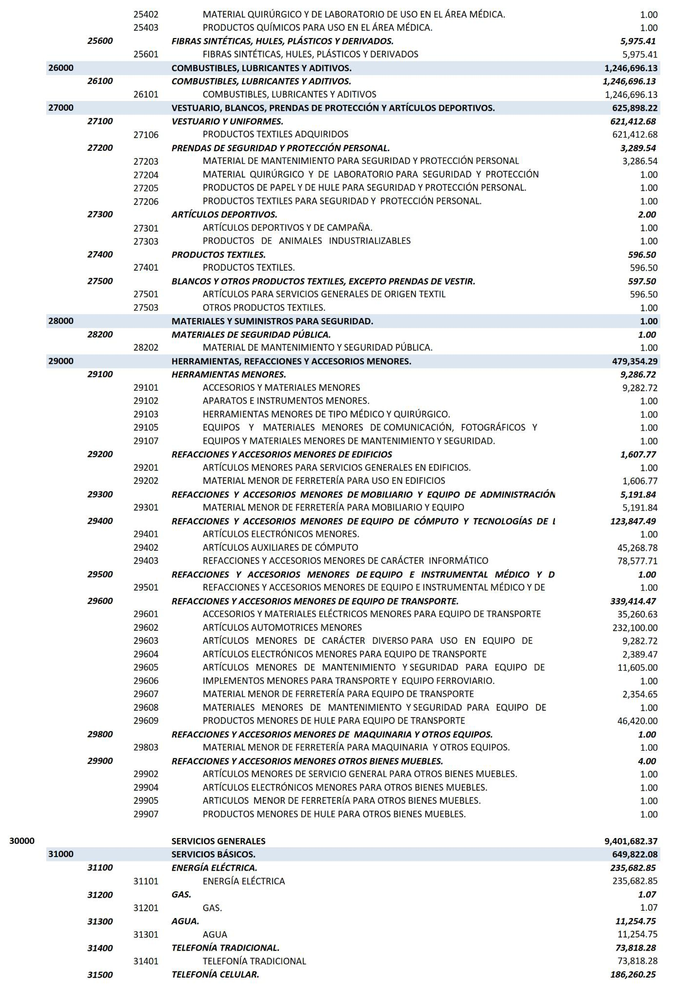 25402 MATERIAL QUIRÚRGICO Y DE LABORATORIO DE USO EN EL ÁREA MÉDICA. 1.00
25403 PRODUCTOS QUÍMICOS PARA USO EN EL ÁREA MÉDICA. 1.00
25600 FIBRAS SINTÉTICAS, HULES, PLÁSTICOS Y DERIVADOS. 5,975.41
25601 FIBRAS SINTÉTICAS, HULES, PLÁSTICOS Y DERIVADOS 5,975.41
26000 COMBUSTIBLES, LUBRICANTES Y ADITIVOS. 1,246,696.13
26100 COMBUSTIBLES, LUBRICANTES Y ADITIVOS. 1,246,696.13
26101 COMBUSTIBLES, LUBRICANTES Y ADITIVOS 1,246,696.13
27000 VESTUARIO, BLANCOS, PRENDAS DE PROTECCIÓN Y ARTÍCULOS DEPORTIVOS. 625,898.22
27100 VESTUARIO Y UNIFORMES. 621,412.68
27106 PRODUCTOS TEXTILES ADQUIRIDOS 621,412.68
27200 PRENDAS DE SEGURIDAD Y PROTECCIÓN PERSONAL. 3,289.54
27203 MATERIAL DE MANTENIMIENTO PARA SEGURIDAD Y PROTECCIÓN PERSONAL 3,286.54
27204 MATERIAL QUIRÚRGICO Y DE LABORATORIO PARA SEGURIDAD Y PROTECCIÓN 1.00
27205 PRODUCTOS DE PAPEL Y DE HULE PARA SEGURIDAD Y PROTECCIÓN PERSONAL. 1.00
27206 PRODUCTOS TEXTILES PARA SEGURIDAD Y PROTECCIÓN PERSONAL. 1.00
27300 ARTÍCULOS DEPORTIVOS. 2.00
27301 ARTÍCULOS DEPORTIVOS Y DE CAMPAÑA. 1.00
27303 PRODUCTOS DE ANIMALES INDUSTRIALIZABLES 1.00
27400 PRODUCTOS TEXTILES. 596.50
27401 PRODUCTOS TEXTILES. 596.50
27500 BLANCOS Y OTROS PRODUCTOS TEXTILES, EXCEPTO PRENDAS DE VESTIR. 597.50
27501 ARTÍCULOS PARA SERVICIOS GENERALES DE ORIGEN TEXTIL 596.50
27503 OTROS PRODUCTOS TEXTILES. 1.00
28000 MATERIALES Y SUMINISTROS PARA SEGURIDAD. 1.00
28200 MATERIALES DE SEGURIDAD PÚBLICA. 1.00
28202 MATERIAL DE MANTENIMIENTO Y SEGURIDAD PÚBLICA. 1.00
29000 HERRAMIENTAS, REFACCIONES Y ACCESORIOS MENORES. 479,354.29
29100 HERRAMIENTAS MENORES. 9,286.72
29101 ACCESORIOS Y MATERIALES MENORES 9,282.72
29102 APARATOS E INSTRUMENTOS MENORES. 1.00
29103 HERRAMIENTAS MENORES DE TIPO MÉDICO Y QUIRÚRGICO. 1.00
29105 EQUIPOS Y MATERIALES MENORES DE COMUNICACIÓN, FOTOGRÁFICOS Y 1.00
29107 EQUIPOS Y MATERIALES MENORES DE MANTENIMIENTO Y SEGURIDAD. 1.00
29200 REFACCIONES Y ACCESORIOS MENORES DE EDIFICIOS 1,607.77
29201 ARTÍCULOS MENORES PARA SERVICIOS GENERALES EN EDIFICIOS. 1.00
29202 MATERIAL MENOR DE FERRETERÍA PARA USO EN EDIFICIOS 1,606.77
29300 REFACCIONES Y ACCESORIOS MENORES DE MOBILIARIO Y EQUIPO DE ADMINISTRACIÓN 5,191.84
29301 MATERIAL MENOR DE FERRETERÍA PARA MOBILIARIO Y EQUIPO 5,191.84
29400 REFACCIONES Y ACCESORIOS MENORES DE EQUIPO DE CÓMPUTO Y TECNOLOGÍAS DE 123,847.49
29401 ARTÍCULOS ELECTRÓNICOS MENORES. 1.00
29402 ARTÍCULOS AUXILIARES DE CÓMPUTO 45,268.78
29403 REFACCIONES Y ACCESORIOS MENORES DE CARÁCTER INFORMÁTICO 78,577.71
29500 REFACCIONES Y ACCESORIOS MENORES DE EQUIPO E INSTRUMENTAL MÉDICO Y D 1.00
29501 REFACCIONES Y ACCESORIOS MENORES DE EQUIPO E INSTRUMENTAL MÉDICO Y DE 1.00
29600 REFACCIONES Y ACCESORIOS MENORES DE EQUIPO DE TRANSPORTE. 339,414.47
29601 ACCESORIOS Y MATERIALES ELÉCTRICOS MENORES PARA EQUIPO DE TRANSPORTE 35,260.63
29602 ARTÍCULOS AUTOMOTRICES MENORES 232,100.00
29603 ARTÍCULOS MENORES DE CARÁCTER DIVERSO PARA USO EN EQUIPO DE 9,282.72
29604 ARTÍCULOS ELECTRÓNICOS MENORES PARA EQUIPO DE TRANSPORTE 2,389.47
29605 ARTÍCULOS MENORES DE MANTENIMIENTO Y SEGURIDAD PARA EQUIPO DE 11,605.00
29606 IMPLEMENTOS MENORES PARA TRANSPORTE Y EQUIPO FERROVIARIO. 1.00
29607 MATERIAL MENOR DE FERRETERÍA PARA EQUIPO DE TRANSPORTE 2,354.65
29608 MATERIALES MENORES DE MANTENIMIENTO Y SEGURIDAD PARA EQUIPO DE 1.00
29609 PRODUCTOS MENORES DE HULE PARA EQUIPO DE TRANSPORTE 46,420.00
29800 REFACCIONES Y ACCESORIOS MENORES DE MAQUINARIA Y OTROS EQUIPOS. 1.00
29803 MATERIAL MENOR DE FERRETERÍA PARA MAQUINARIA Y OTROS EQUIPOS. 1.00
29900 REFACCIONES Y ACCESORIOS MENORES OTROS BIENES MUEBLES. 4.00
29902 ARTÍCULOS MENORES DE SERVICIO GENERAL PARA OTROS BIENES MUEBLES. 1.00
29904 ARTÍCULOS ELECTRÓNICOS MENORES PARA OTROS BIENES MUEBLES. 1.00
29905 ARTICULOS MENOR DE FERRETERÍA PARA OTROS BIENES MUEBLES. 1.00
29907 PRODUCTOS MENORES DE HULE PARA OTROS BIENES MUEBLES. 1.00
30000 SERVICIOS GENERALES 9,401,682.37
31000 SERVICIOS BÁSICOS. 649,822.08
31100 ENERGÍA ELÉCTRICA. 235,682.85
31101 ENERGÍA ELÉCTRICA 235,682.85
31200 GAS. 1.07
31201 GAS. 1.07
31300 AGUA. 11,254.75
31301 AGUA 11,254.75
31400 TELEFONÍA TRADICIONAL. 73,818.28
31401 TELEFONÍA TRADICIONAL 73,818.28
31500 TELEFONÍA CELULAR. 186,260.25